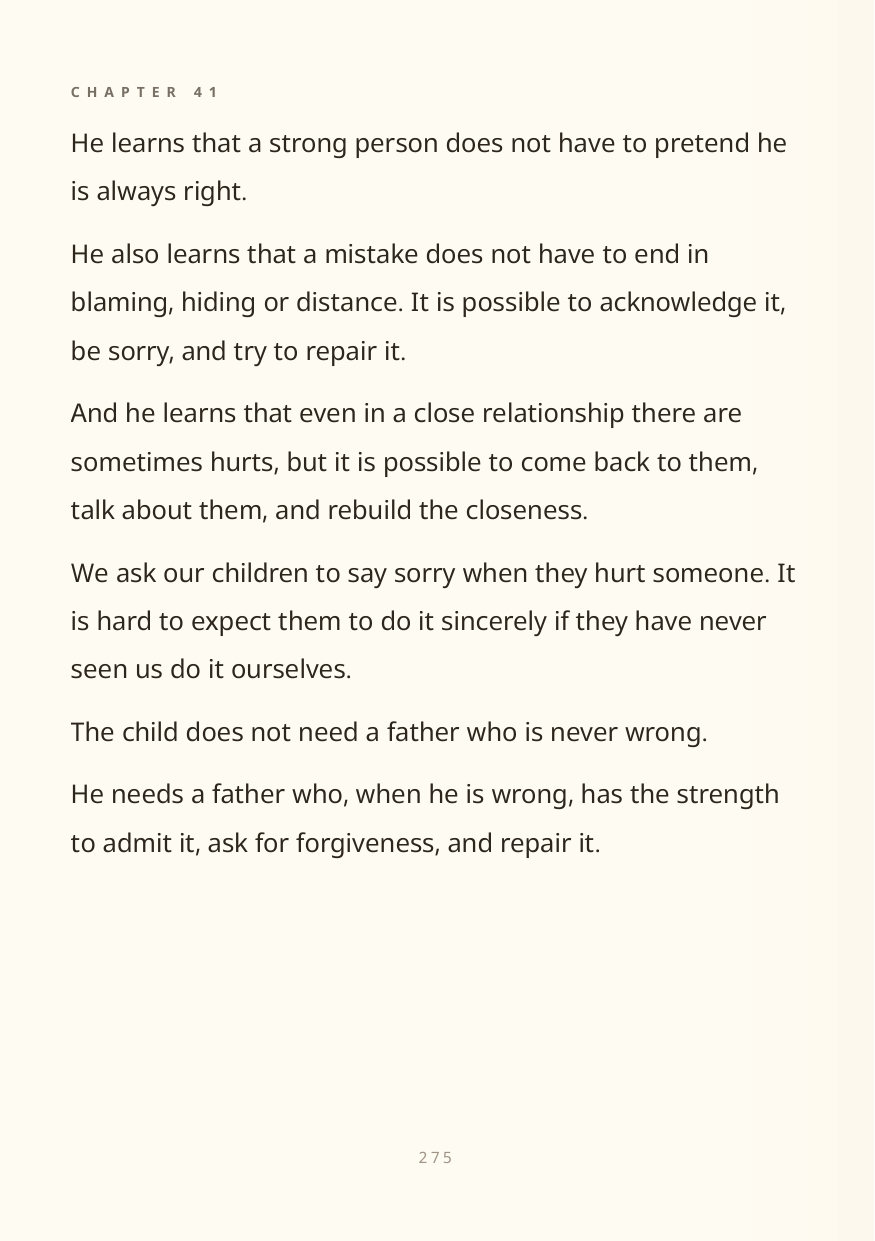 CHAPTER 41
He learns that a strong person does not have to pretend he
is always right.
He also learns that a mistake does not have to end in
blaming, hiding or distance. It is possible to acknowledge it,
be sorry, and try to repair it.
And he learns that even in a close relationship there are
sometimes hurts, but it is possible to come back to them,
talk about them, and rebuild the closeness.
We ask our children to say sorry when they hurt someone. It
is hard to expect them to do it sincerely if they have never
seen us do it ourselves.
The child does not need a father who is never wrong.
He needs a father who, when he is wrong, has the strength
to admit it, ask for forgiveness, and repair it.
275